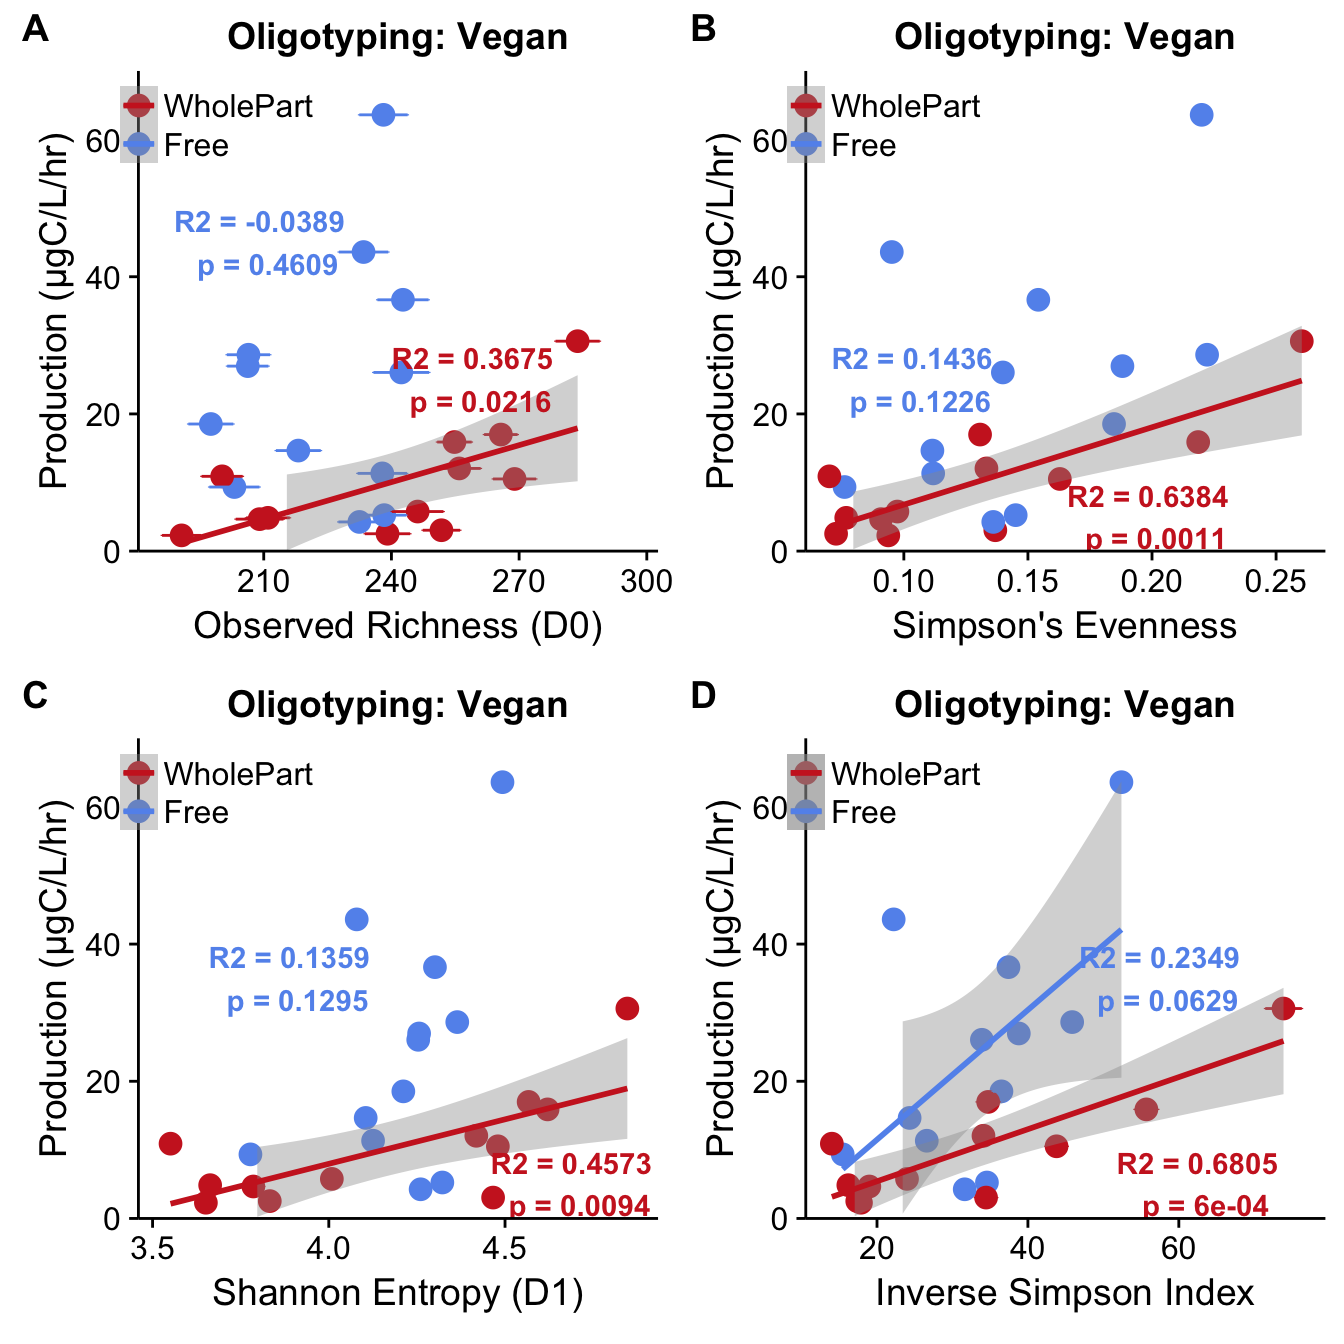 A
Oligotyping: Vegan
WholePart
Free
Production (µgC/L/hr)
60
40
20
0
R2 = -0.0389
p = 0.4609
R2 = 0.3675
p = 0.0216
210 240 270 300
Observed Richness (D0)
B
Oligotyping: Vegan
WholePart
Free
Production (µgC/L/hr)
60
40
20
0
R2 = 0.1436
p = 0.1226
R2 = 0.6384
p = 0.0011
0.10 0.15 0.20 0.25
Simpson's Evenness
C
Oligotyping: Vegan
WholePart
Free
Production (µgC/L/hr)
60
40
20
0
R2 = 0.1359
p = 0.1295
R2 = 0.4573
p = 0.0094
3.5 4.0 4.5
Shannon Entropy (D1)
D
Oligotyping: Vegan
WholePart
Free
Production (µgC/L/hr)
60
40
20
0
R2 = 0.2349
p = 0.0629
R2 = 0.6805
p = 6e-04
20 40 60
Inverse Simpson Index